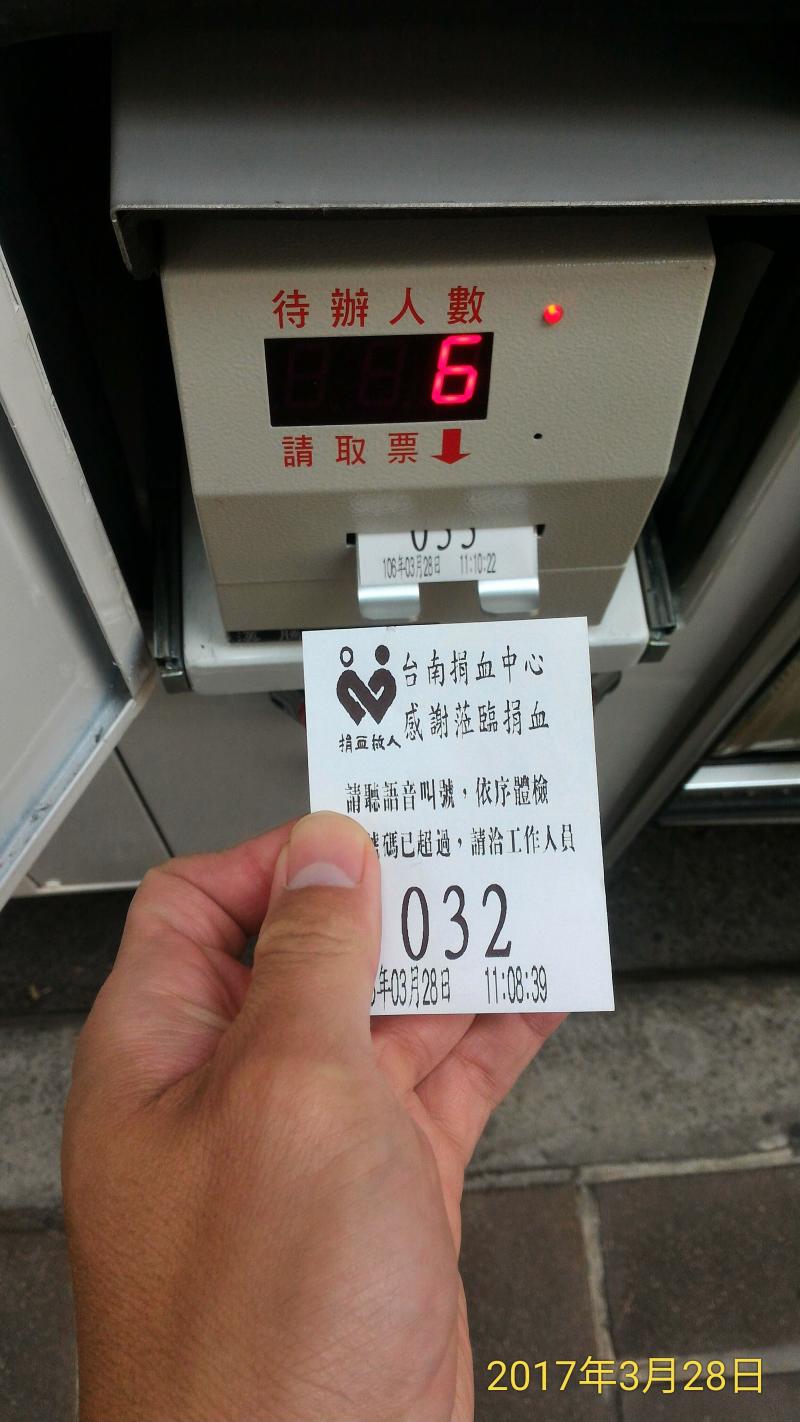 待辦人數
6
請取票
033
106年03月28日 11:10:22
台南捐血中心
感謝蒞臨捐血
捐血救人
請聽語音叫號，依序體檢
號碼已超過，請洽工作人員
032
年03月28日 11:08:39
2017年3月28日